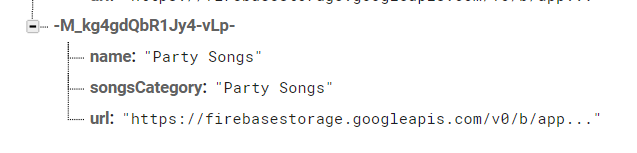 -M_kg4gdQbR1Jy4-vLp-
name: "Party Songs"
songsCategory: "Party Songs"
url: "https://firebasestorage.googleapis.com/v0/b/app..."